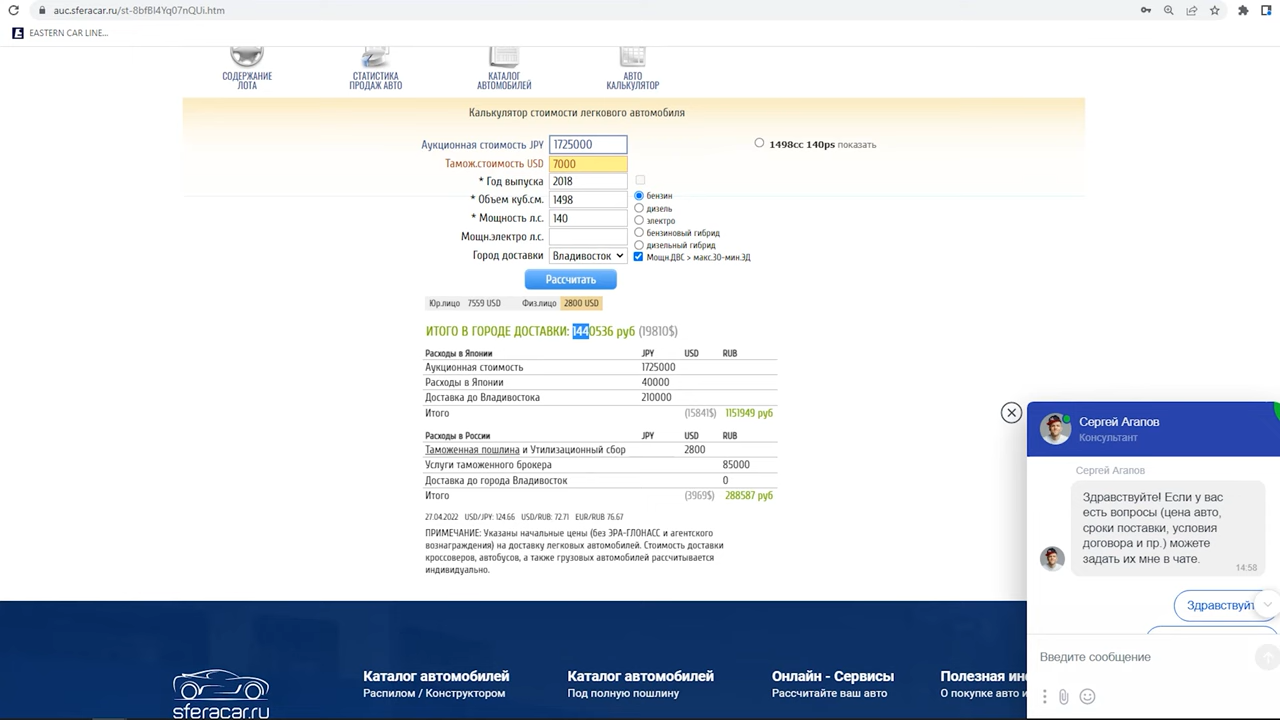 auc.sferacar.ru/st-8bfBl4Yq07nQUi.htm
EASTERN CAR LINE...
СОДЕРЖАНИЕ ЛОТА
СТАТИСТИКА ПРОДАЖ АВТО
КАТАЛОГ АВТОМОБИЛЕЙ
АВТО КАЛЬКУЛЯТОР
Калькулятор стоимости легкового автомобиля
Аукционная стоимость JPY 1725000
1498cc 140ps показать
Тамож.стоимость USD 7000
* Год выпуска 2018
* Объем куб.см. 1498
* Мощность л.с. 140
Мощн.электро л.с.
Город доставки Владивосток
бензин
дизель
электро
бензиновый гибрид
дизельный гибрид
Мощн.ДВС > макс.30-мин.ЭД
Рассчитать
Юр.лицо 7559 USD Физ.лицо 2800 USD
ИТОГО В ГОРОДЕ ДОСТАВКИ: 1440536 руб (19810$)
Расходы в Японии JPY USD RUB
Аукционная стоимость 1725000
Расходы в Японии 40000
Доставка до Владивостока 210000
Итого (15841$) 1151949 руб
Расходы в России JPY USD RUB
Таможенная пошлина и Утилизационный сбор 2800
Услуги таможенного брокера 85000
Доставка до города Владивосток 0
Итого (3969$) 288587 руб
27.04.2022 USD/JPY: 124.66 USD/RUB: 72.71 EUR/RUB 76.67
ПРИМЕЧАНИЕ: Указаны начальные цены (без ЭРА-ГЛОНАСС и агентского
вознаграждения) на доставку легковых автомобилей. Стоимость доставки
кроссоверов, автобусов, а также грузовых автомобилей рассчитывается
индивидуально.
Сергей Агапов
Консультант
Сергей Агапов
Здравствуйте! Если у вас
есть вопросы (цена авто,
сроки поставки, условия
договора и пр.) можете
задать их мне в чате.
14:58
Здравствуйт
Введите сообщение
sferacar.ru
Каталог автомобилей
Распилом / Конструктором
Каталог автомобилей
Под полную пошлину
Онлайн - Сервисы
Рассчитайте ваш авто
Полезная ин
О покупке авто и